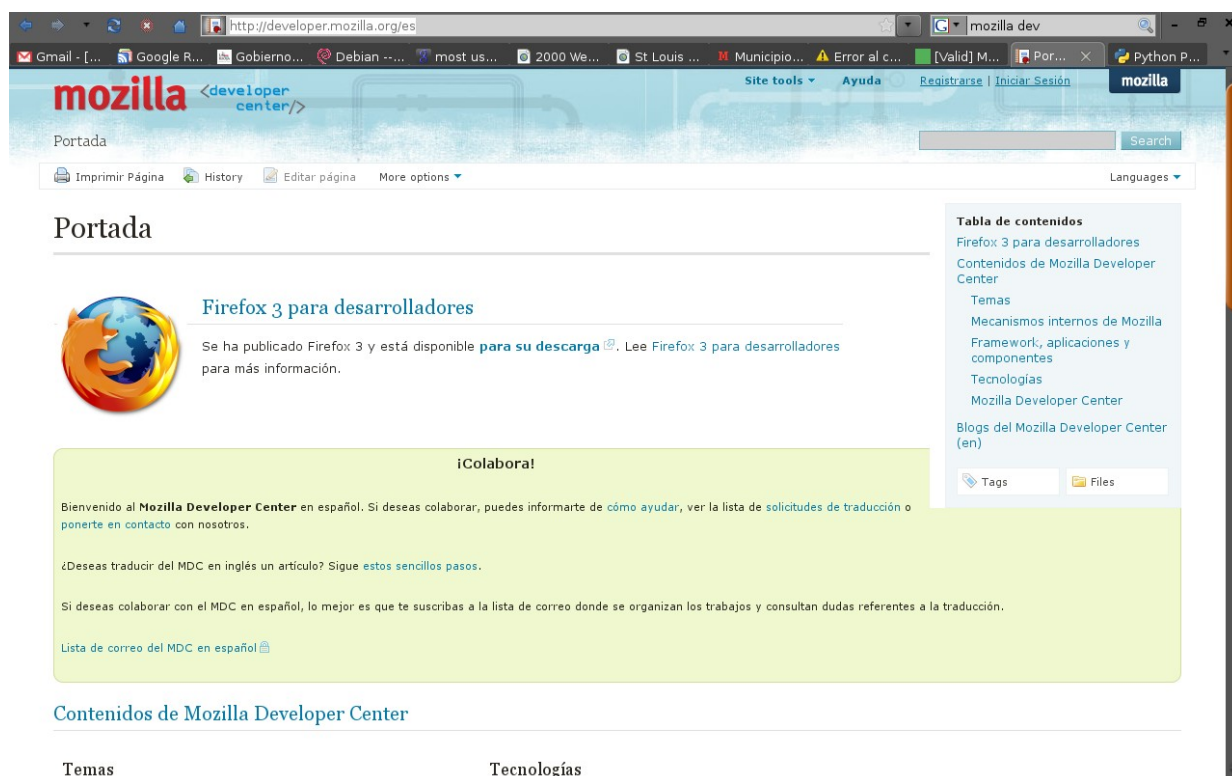 http://developer.mozilla.org/es
mozilla dev
Gmail - [...
Google R...
Gobierno...
Debian --...
most us...
2000 We...
St Louis ...
Municipio...
Error al c...
[Valid] M...
Por...
Python P...
mozilla <developer center/>
Site tools
Ayuda
Registrarse | Iniciar Sesión
mozilla
Portada
Search
Imprimir Página
History
Editar página
More options
Languages
Portada
Firefox 3 para desarrolladores
Se ha publicado Firefox 3 y está disponible para su descarga. Lee Firefox 3 para desarrolladores
para más información.
Tabla de contenidos
Firefox 3 para desarrolladores
Contenidos de Mozilla Developer
Center
Temas
Mecanismos internos de Mozilla
Framework, aplicaciones y
componentes
Tecnologías
Mozilla Developer Center
Blogs del Mozilla Developer Center
(en)
Tags
Files
¡Colabora!
Bienvenido al Mozilla Developer Center en español. Si deseas colaborar, puedes informarte de cómo ayudar, ver la lista de solicitudes de traducción o
ponerte en contacto con nosotros.
¿Deseas traducir del MDC en inglés un artículo? Sigue estos sencillos pasos.
Si deseas colaborar con el MDC en español, lo mejor es que te suscribas a la lista de correo donde se organizan los trabajos y consultan dudas referentes a la traducción.
Lista de correo del MDC en español
Contenidos de Mozilla Developer Center
Temas
Tecnologías